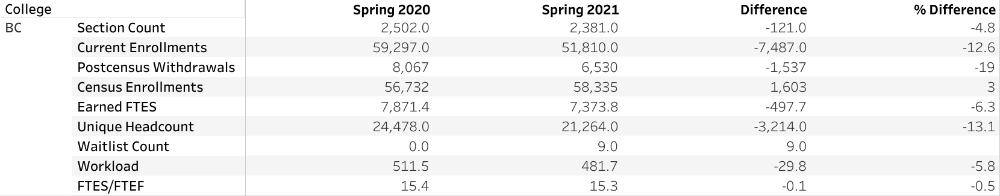 College Spring 2020 Spring 2021 Difference % Difference
BC Section Count 2,502.0 2,381.0 -121.0 -4.8
Current Enrollments 59,297.0 51,810.0 -7,487.0 -12.6
Postcensus Withdrawals 8,067 6,530 -1,537 -19
Census Enrollments 56,732 58,335 1,603 3
Earned FTES 7,871.4 7,373.8 -497.7 -6.3
Unique Headcount 24,478.0 21,264.0 -3,214.0 -13.1
Waitlist Count 0.0 9.0 9.0
Workload 511.5 481.7 -29.8 -5.8
FTES/FTEF 15.4 15.3 -0.1 -0.5